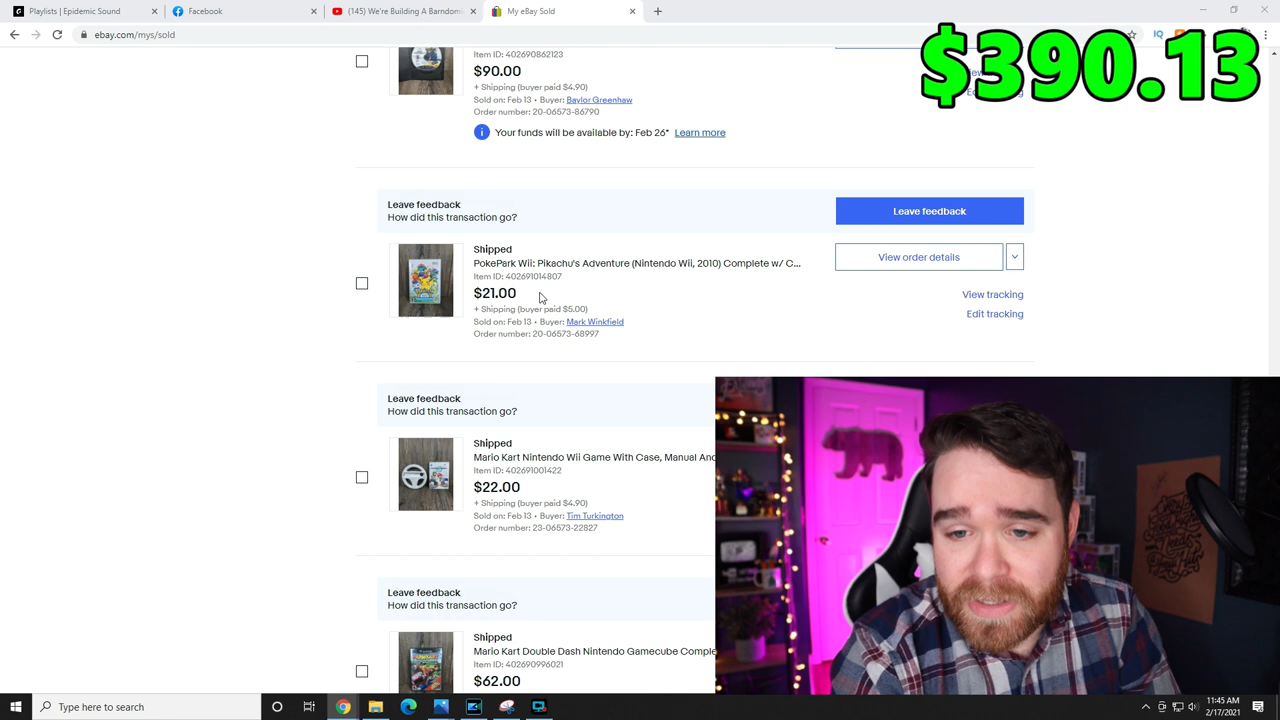 Playlists | Epidemic Sound
Facebook
(145) We're Building A Barndomi
My eBay Sold
ebay.com/mys/sold
IQ
$390.13
Item ID: 402690862123
$90.00
+ Shipping (buyer paid $4.90)
Sold on: Feb 13 • Buyer: Baylor Greenhaw
Order number: 20-06573-86790
Your funds will be available by: Feb 26* Learn more
Leave feedback
How did this transaction go?
Leave feedback
Shipped
PokePark Wii: Pikachu's Adventure (Nintendo Wii, 2010) Complete w/ C...
Item ID: 402691014807
$21.00
+ Shipping (buyer paid $5.00)
Sold on: Feb 13 • Buyer: Mark Winkfield
Order number: 20-06573-68997
View order details
View tracking
Edit tracking
Leave feedback
How did this transaction go?
Shipped
Mario Kart Nintendo Wii Game With Case, Manual And
Item ID: 402691001422
$22.00
+ Shipping (buyer paid $4.90)
Sold on: Feb 13 • Buyer: Tim Turkington
Order number: 23-06573-22827
Leave feedback
How did this transaction go?
Shipped
Mario Kart Double Dash Nintendo Gamecube Comple
Item ID: 402690996021
$62.00
Type here to search
11:45 AM
2/17/2021